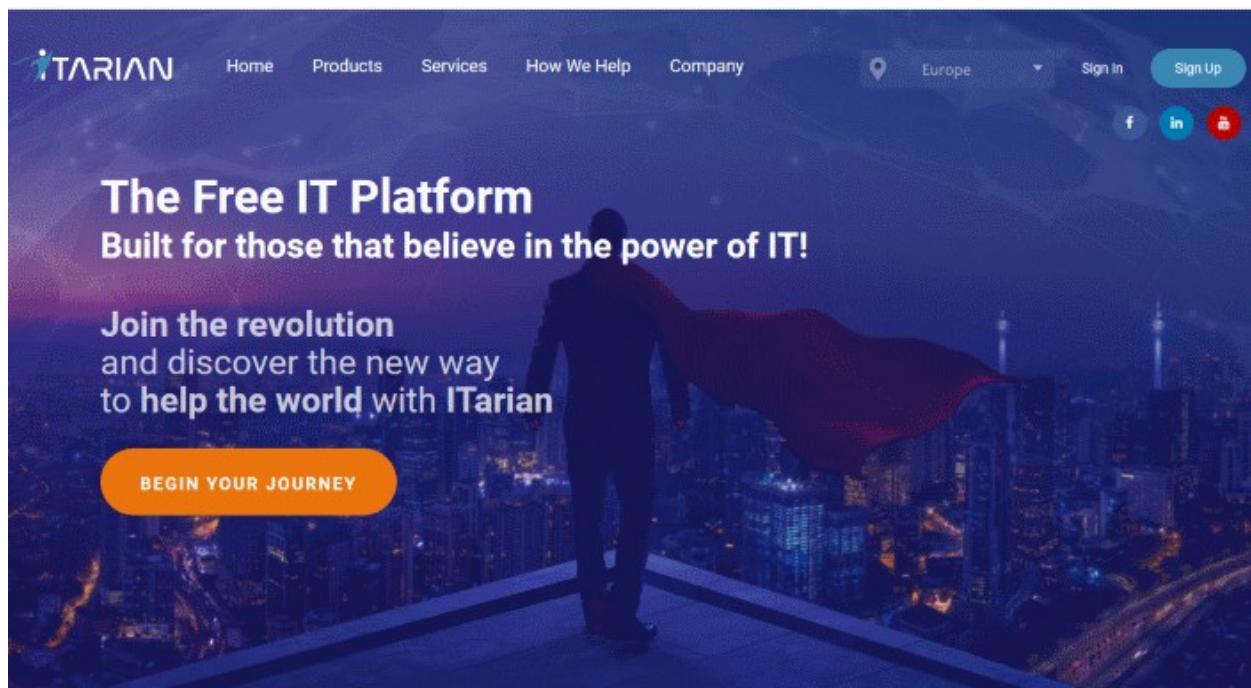 ITARIAN
Home Products Services How We Help Company
Europe
Sign In
Sign Up
f in You Tube
The Free IT Platform
Built for those that believe in the power of IT!
Join the revolution
and discover the new way
to help the world with ITarian
BEGIN YOUR JOURNEY